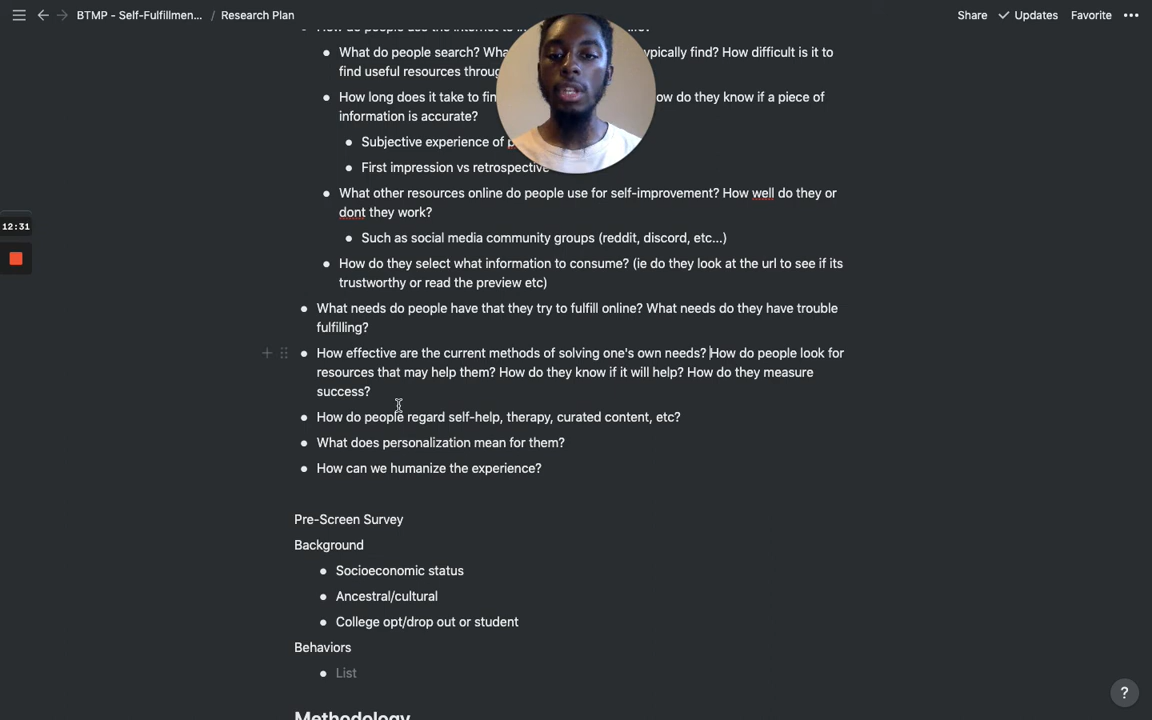 BTMP - Self-Fulfillmen... / Research Plan
Share Updates Favorite
What do people search? typically find? How difficult is it to
find useful resources
How long does it take to how do they know if a piece of
information is accurate?
12:31
Subjective experience of
First impression vs retrospective
What other resources online do people use for self-improvement? How well do they or
dont they work?
Such as social media community groups (reddit, discord, etc...)
How do they select what information to consume? (ie do they look at the url to see if its
trustworthy or read the preview etc)
What needs do people have that they try to fulfill online? What needs do they have trouble
fulfilling?
How effective are the current methods of solving one's own needs? How do people look for
resources that may help them? How do they know if it will help? How do they measure
success?
How do people regard self-help, therapy, curated content, etc?
What does personalization mean for them?
How can we humanize the experience?
Pre-Screen Survey
Background
Socioeconomic status
Ancestral/cultural
College opt/drop out or student
Behaviors
List
?
Methodology